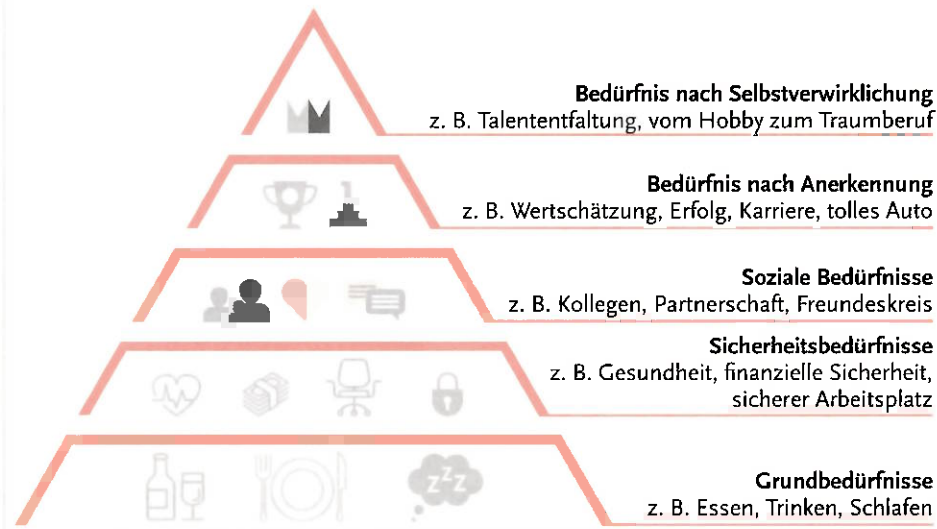 Bedürfnis nach Selbstverwirklichung
z. B. Talententfaltung, vom Hobby zum Traumberuf
Bedürfnis nach Anerkennung
z. B. Wertschätzung, Erfolg, Karriere, tolles Auto
Soziale Bedürfnisse
z. B. Kollegen, Partnerschaft, Freundeskreis
Sicherheitsbedürfnisse
z. B. Gesundheit, finanzielle Sicherheit,
sicherer Arbeitsplatz
zzz
Grundbedürfnisse
z. B. Essen, Trinken, Schlafen